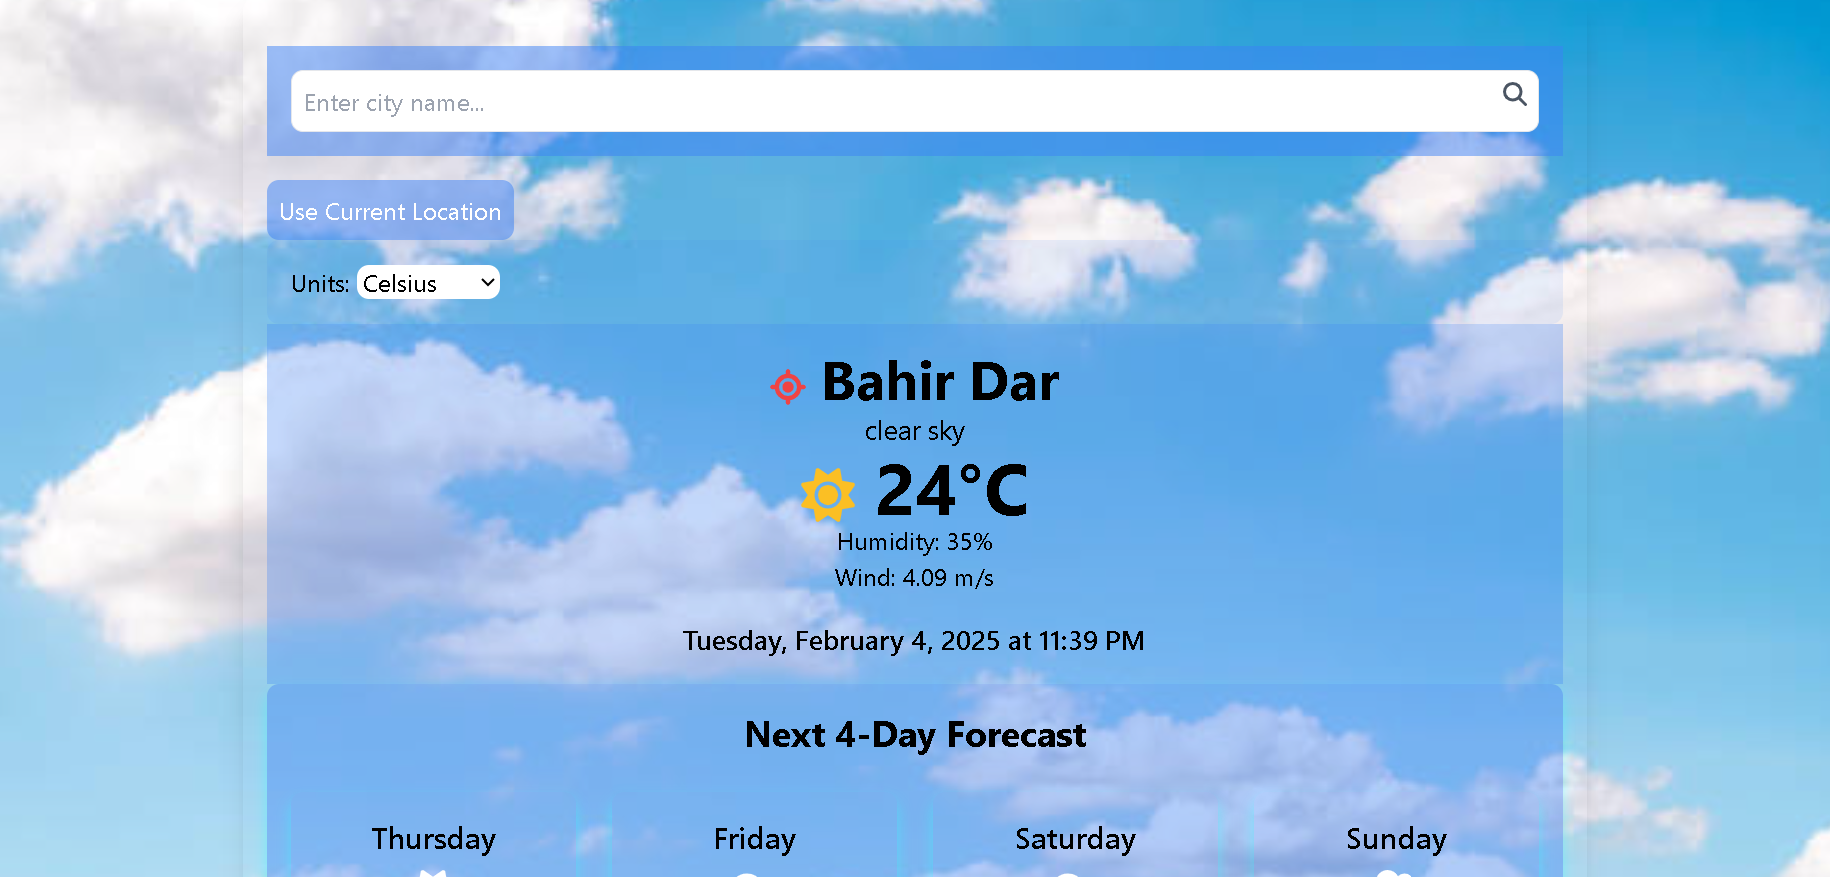 Enter city name...
Use Current Location
Units: Celsius
Bahir Dar
clear sky
24°C
Humidity: 35%
Wind: 4.09 m/s
Tuesday, February 4, 2025 at 11:39 PM
Next 4-Day Forecast
Thursday Friday Saturday Sunday